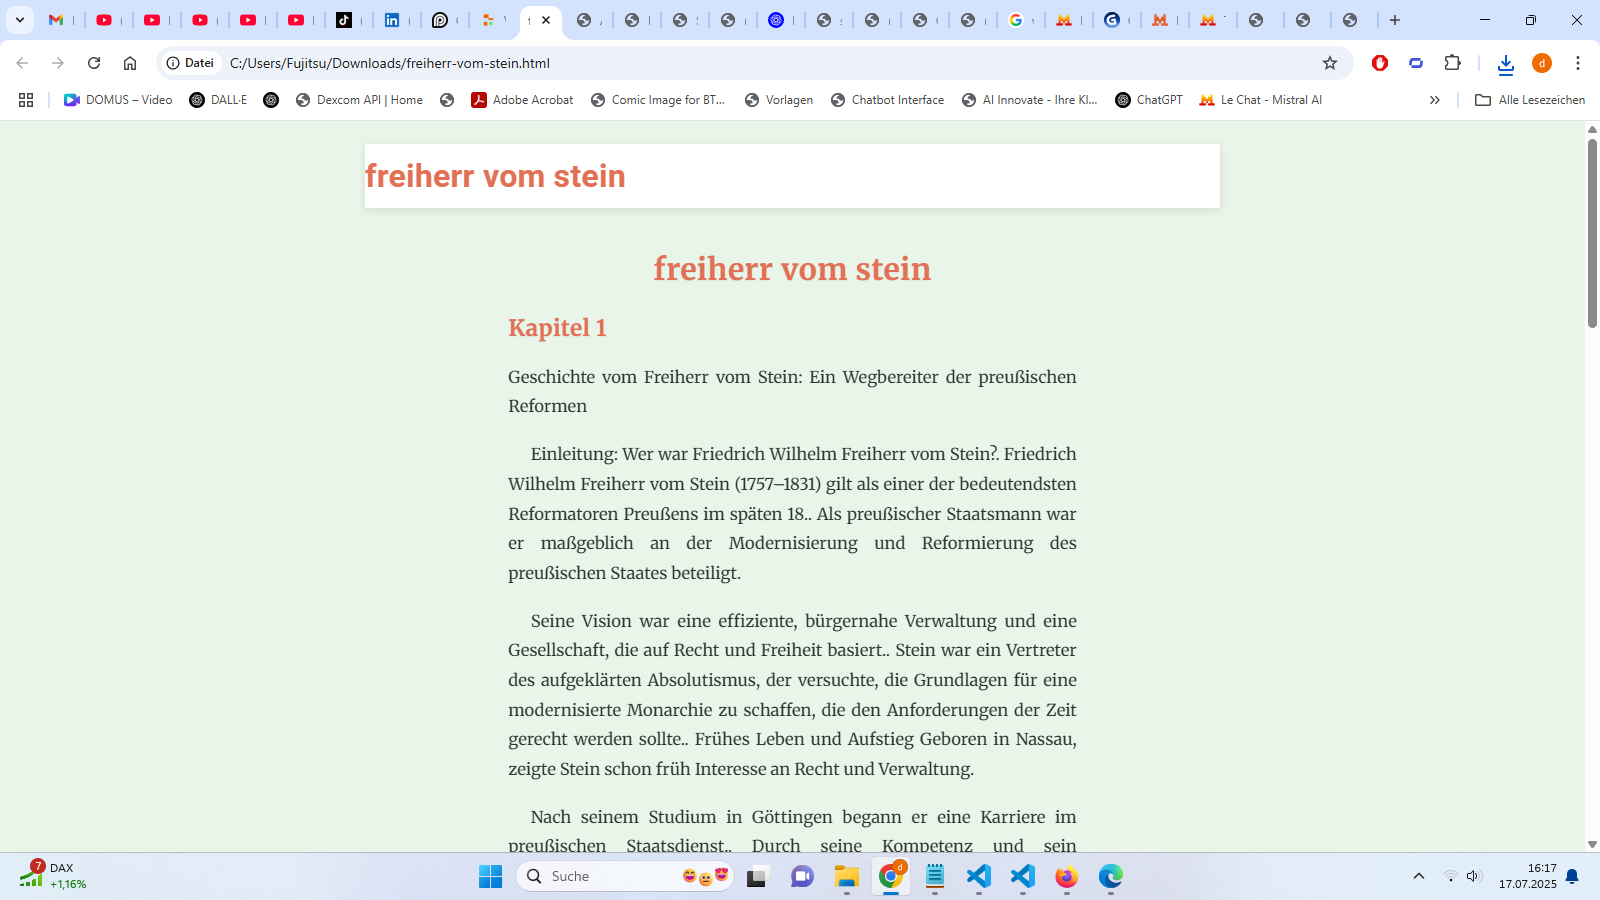 Datei
C:/Users/Fujitsu/Downloads/freiherr-vom-stein.html
d
DOMUS – Video
DALL·E
Dexcom API | Home
Adobe Acrobat
Comic Image for BT...
Vorlagen
Chatbot Interface
AI Innovate - Ihre KI...
ChatGPT
Le Chat - Mistral AI
Alle Lesezeichen
freiherr vom stein
freiherr vom stein
Kapitel 1
Geschichte vom Freiherr vom Stein: Ein Wegbereiter der preußischen
Reformen
Einleitung: Wer war Friedrich Wilhelm Freiherr vom Stein?. Friedrich
Wilhelm Freiherr vom Stein (1757–1831) gilt als einer der bedeutendsten
Reformatoren Preußens im späten 18.. Als preußischer Staatsmann war
er maßgeblich an der Modernisierung und Reformierung des
preußischen Staates beteiligt.
Seine Vision war eine effiziente, bürgernahe Verwaltung und eine
Gesellschaft, die auf Recht und Freiheit basiert.. Stein war ein Vertreter
des aufgeklärten Absolutismus, der versuchte, die Grundlagen für eine
modernisierte Monarchie zu schaffen, die den Anforderungen der Zeit
gerecht werden sollte.. Frühes Leben und Aufstieg Geboren in Nassau,
zeigte Stein schon früh Interesse an Recht und Verwaltung.
Nach seinem Studium in Göttingen begann er eine Karriere im
preußischen Staatsdienst.. Durch seine Kompetenz und sein
7
DAX
+1,16%
Suche
d
16:17
17.07.2025